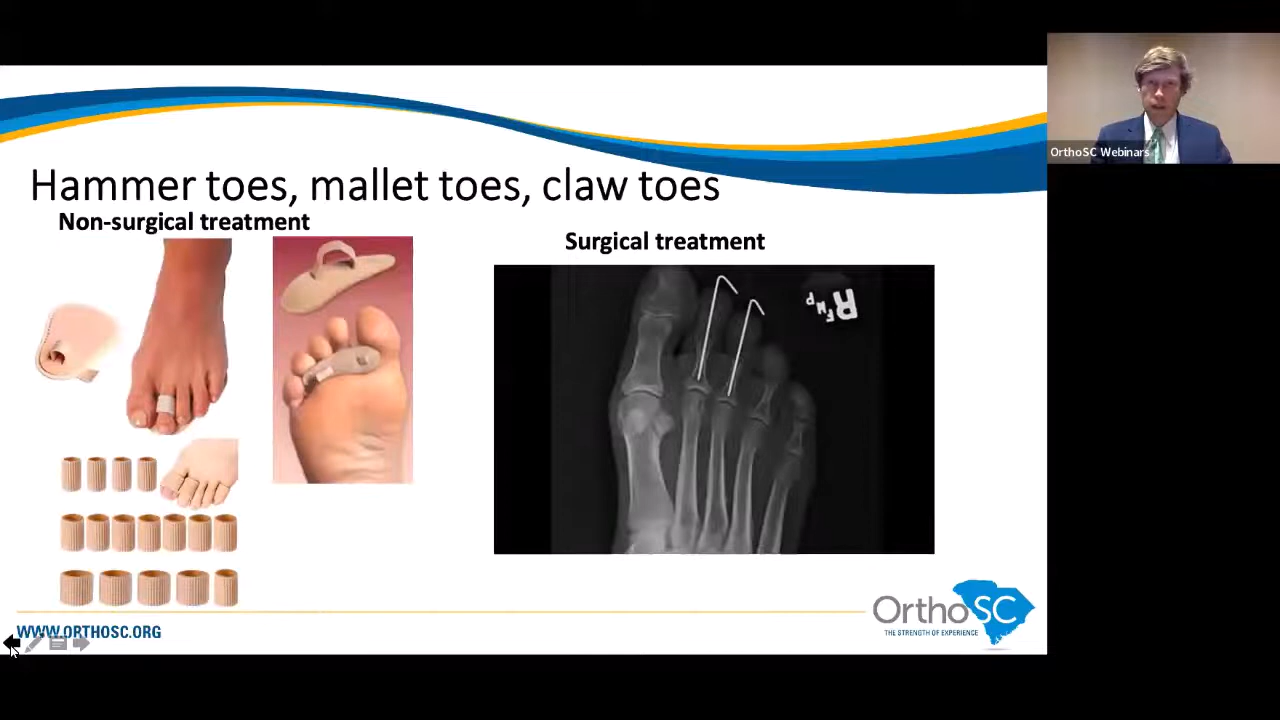 OrthoSC Webinars
Hammer toes, mallet toes, claw toes
Non-surgical treatment
Surgical treatment
R
F W P
WWW.ORTHOSC.ORG
OrthoSC
THE STRENGTH OF EXPERIENCE